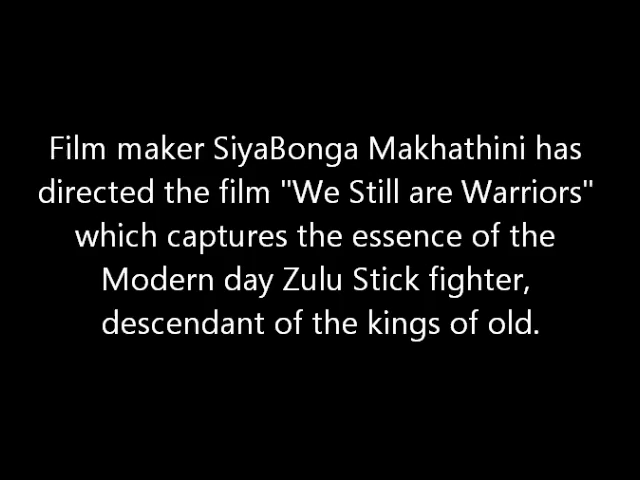 Film maker SiyaBonga Makhathini has
directed the film "We Still are Warriors"
which captures the essence of the
Modern day Zulu Stick fighter,
descendant of the kings of old.